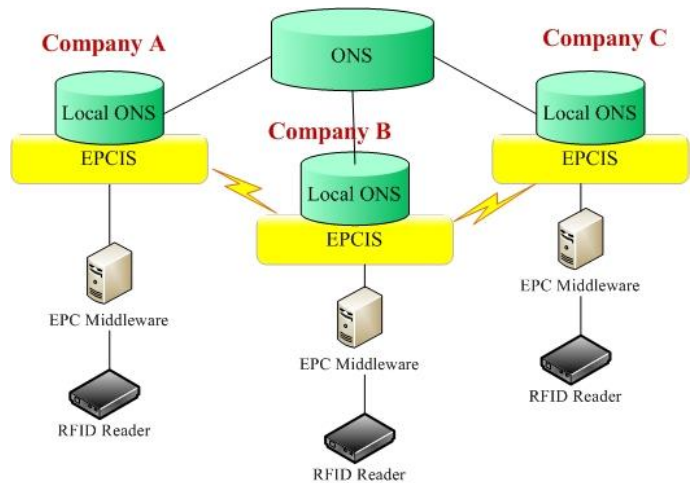 Company A
ONS
Company C
Local ONS
EPCIS
Company B
Local ONS
EPCIS
Local ONS
EPCIS
EPC Middleware
RFID Reader
EPC Middleware
RFID Reader
EPC Middleware
RFID Reader